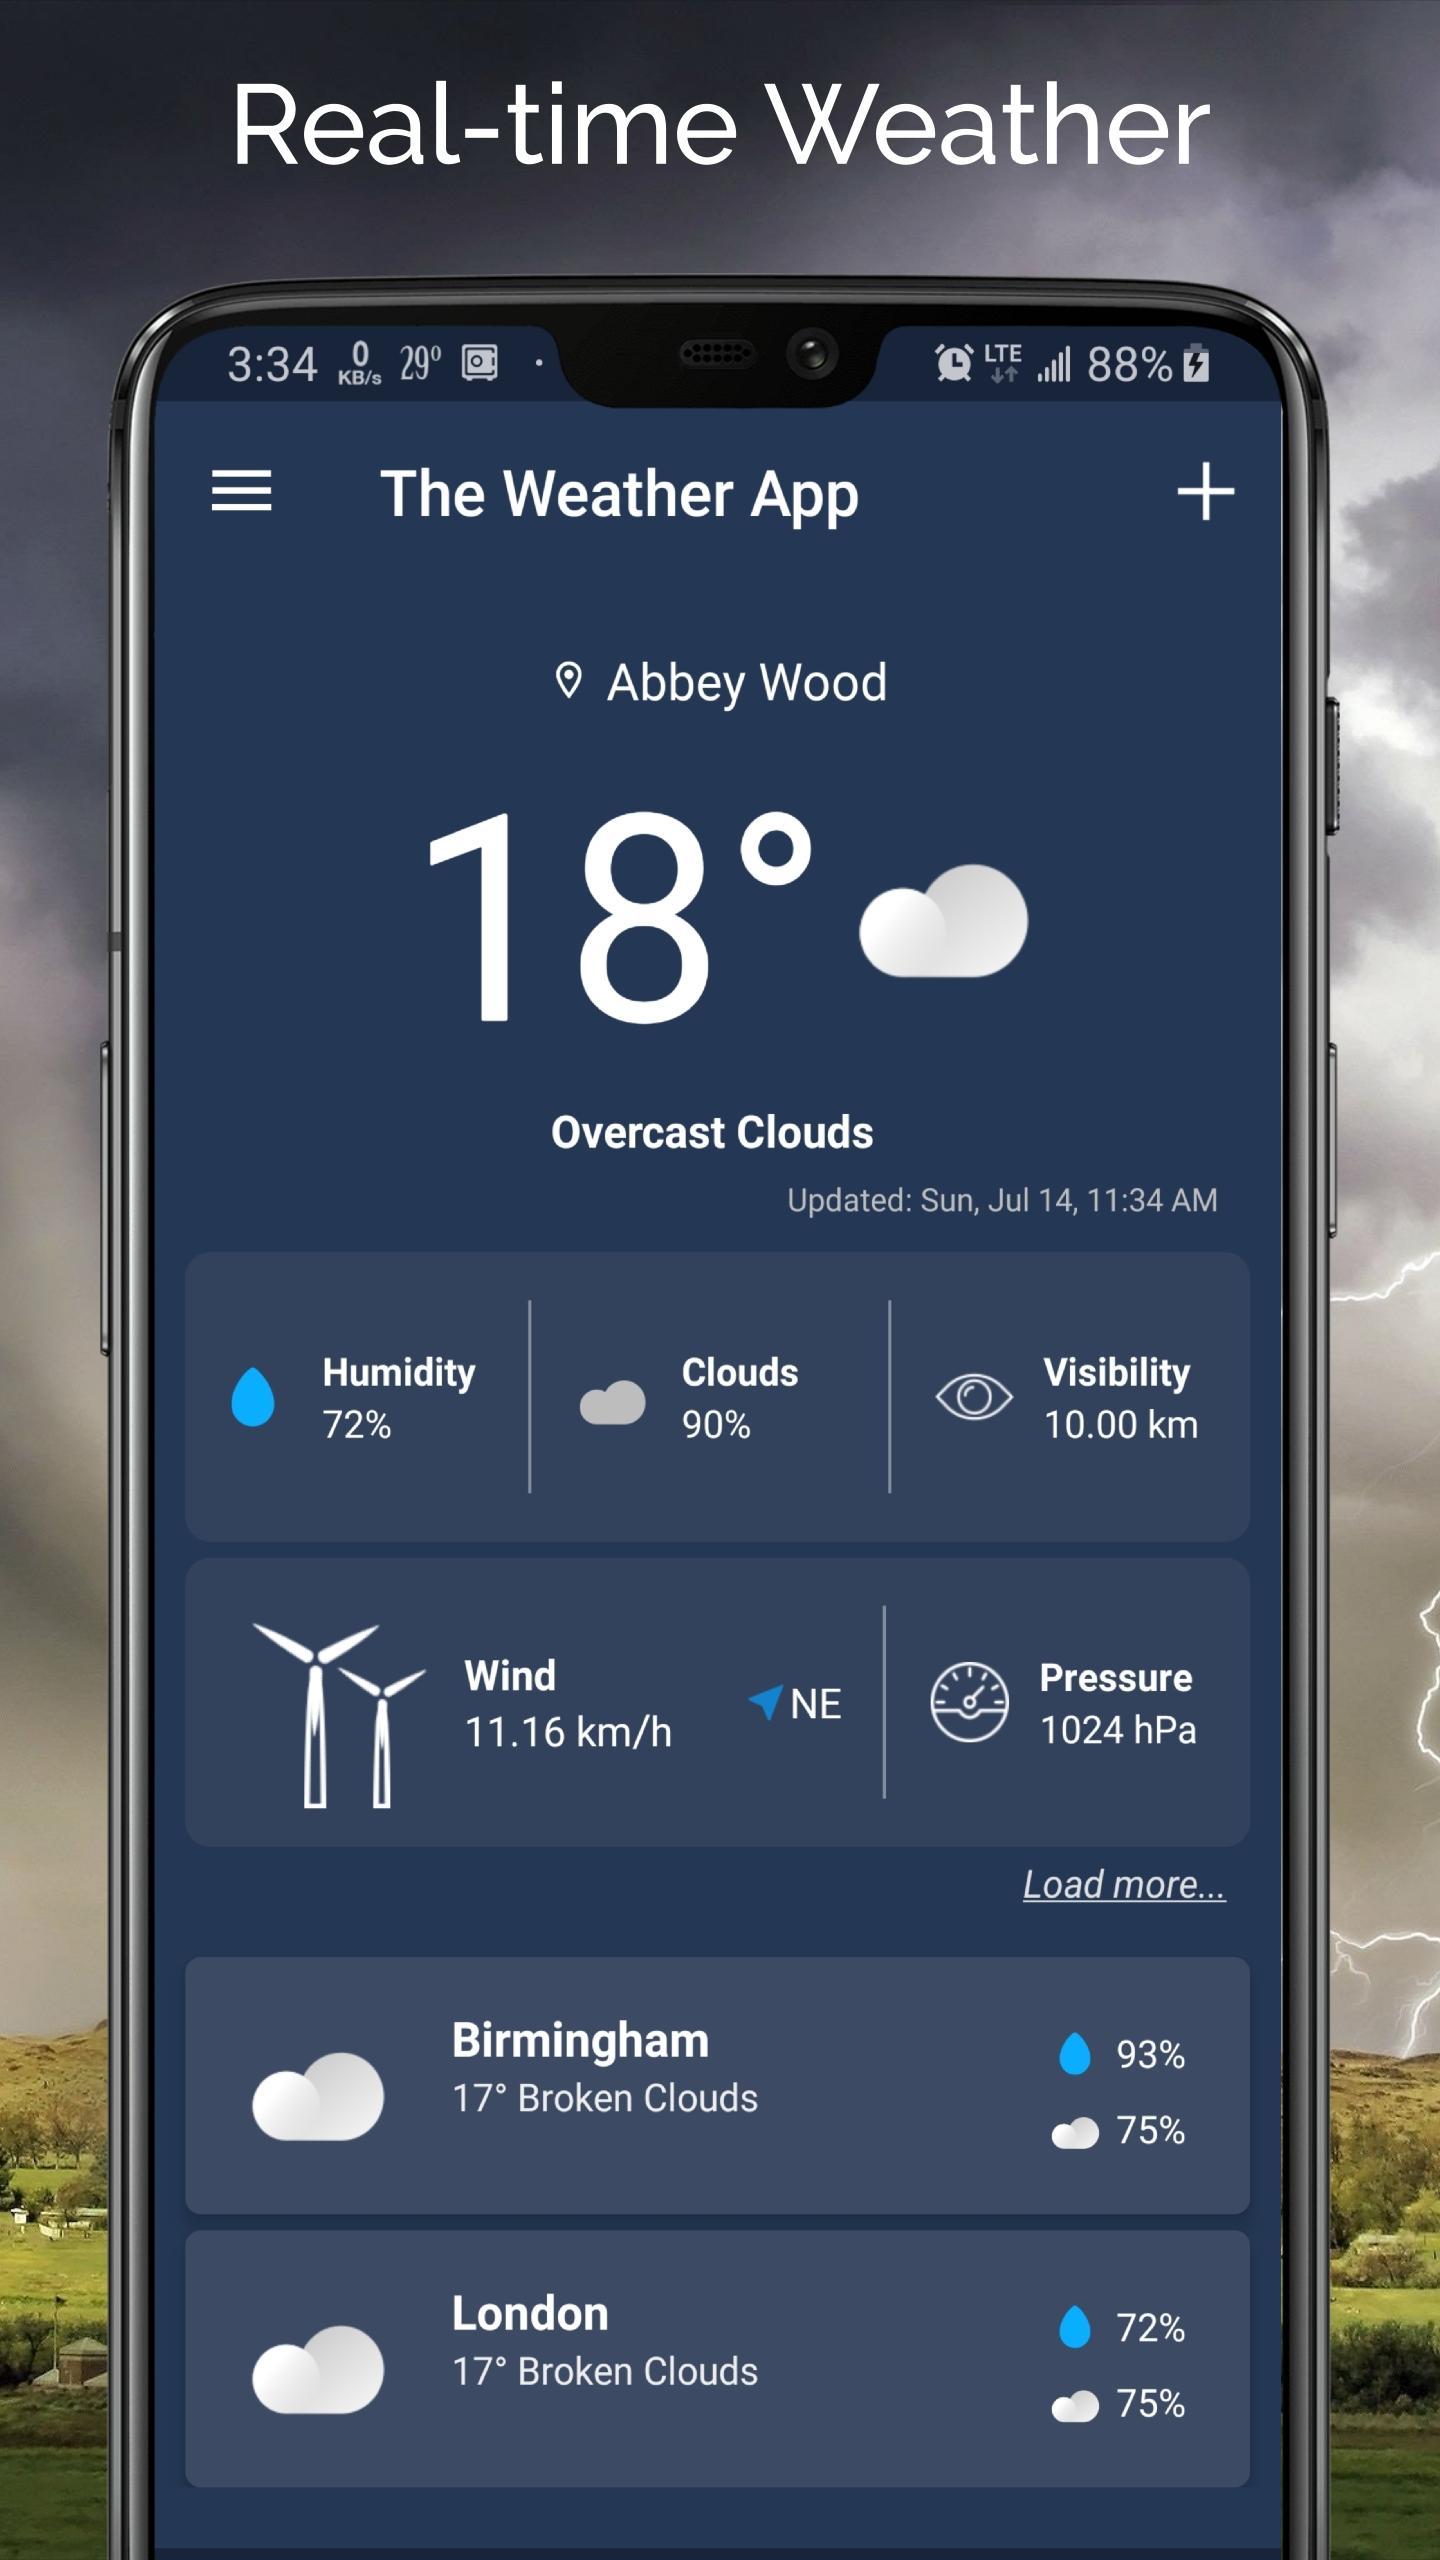 Real-time Weather
3:34 0 KB/s 29° LTE 88%
The Weather App
Abbey Wood
18°
Overcast Clouds
Updated: Sun, Jul 14, 11:34 AM
Humidity Clouds Visibility
72% 90% 10.00 km
Wind NE Pressure
11.16 km/h 1024 hPa
Load more...
Birmingham 93%
17° Broken Clouds 75%
London 72%
17° Broken Clouds 75%